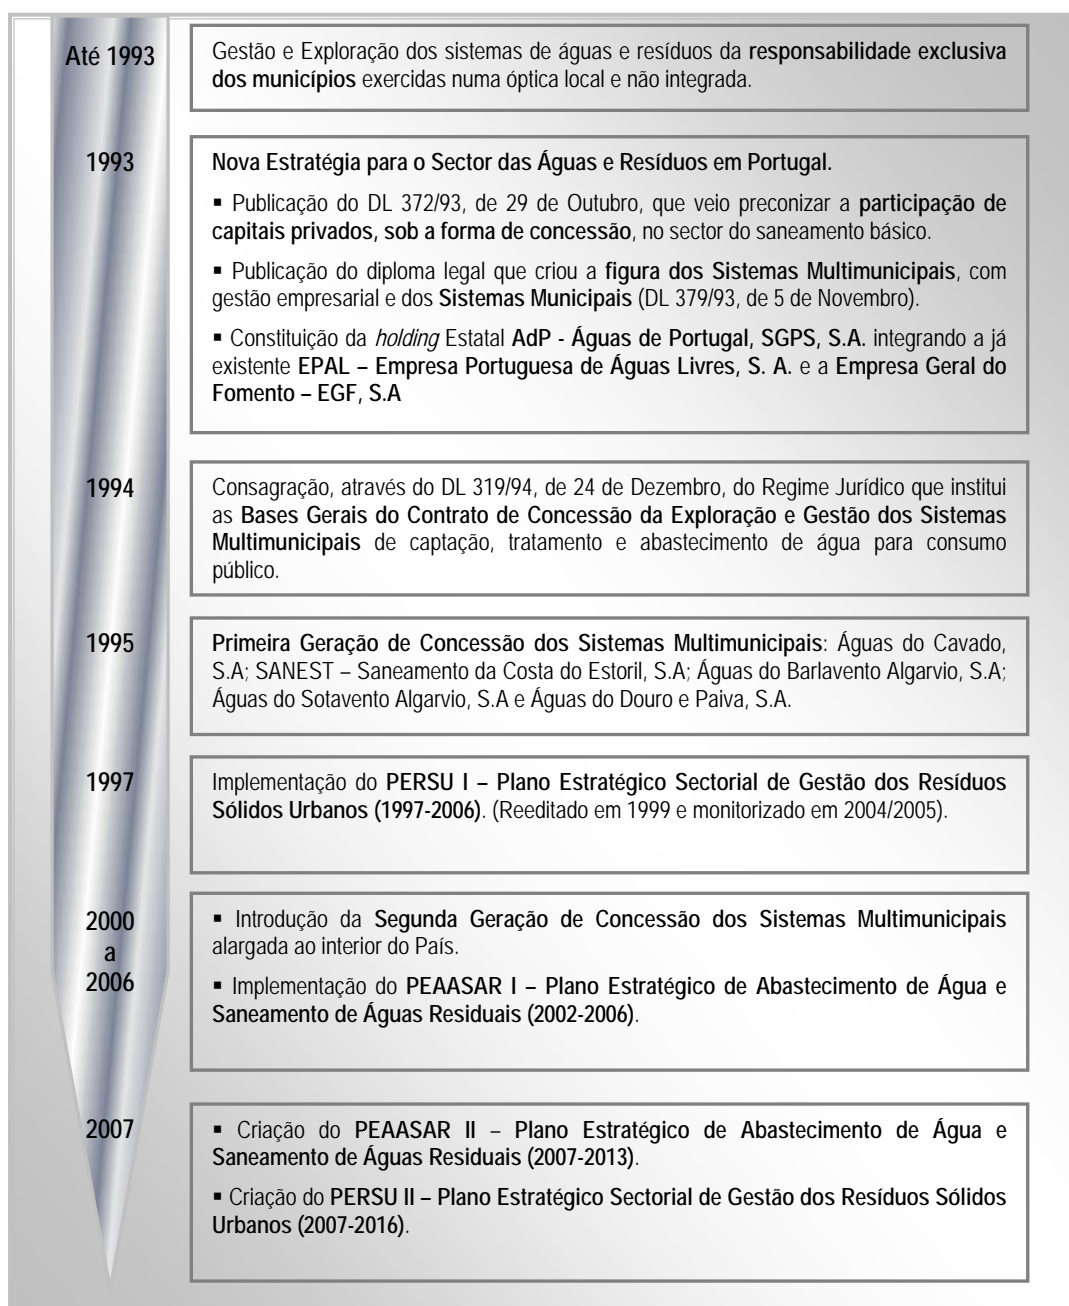 Até 1993
Gestão e Exploração dos sistemas de águas e resíduos da responsabilidade exclusiva
dos municípios exercidas numa óptica local e não integrada.
1993
Nova Estratégia para o Sector das Águas e Resíduos em Portugal.
▪ Publicação do DL 372/93, de 29 de Outubro, que veio preconizar a participação de
capitais privados, sob a forma de concessão, no sector do saneamento básico.
▪ Publicação do diploma legal que criou a figura dos Sistemas Multimunicipais, com
gestão empresarial e dos Sistemas Municipais (DL 379/93, de 5 de Novembro).
▪ Constituição da holding Estatal AdP - Águas de Portugal, SGPS, S.A. integrando a já
existente EPAL – Empresa Portuguesa de Águas Livres, S. A. e a Empresa Geral do
Fomento – EGF, S.A
1994
Consagração, através do DL 319/94, de 24 de Dezembro, do Regime Jurídico que institui
as Bases Gerais do Contrato de Concessão da Exploração e Gestão dos Sistemas
Multimunicipais de captação, tratamento e abastecimento de água para consumo
público.
1995
Primeira Geração de Concessão dos Sistemas Multimunicipais: Águas do Cavado,
S.A; SANEST – Saneamento da Costa do Estoril, S.A; Águas do Barlavento Algarvio, S.A;
Águas do Sotavento Algarvio, S.A e Águas do Douro e Paiva, S.A.
1997
Implementação do PERSU I – Plano Estratégico Sectorial de Gestão dos Resíduos
Sólidos Urbanos (1997-2006). (Reeditado em 1999 e monitorizado em 2004/2005).
2000
a
2006
▪ Introdução da Segunda Geração de Concessão dos Sistemas Multimunicipais
alargada ao interior do País.
▪ Implementação do PEAASAR I – Plano Estratégico de Abastecimento de Água e
Saneamento de Águas Residuais (2002-2006).
2007
▪ Criação do PEAASAR II – Plano Estratégico de Abastecimento de Água e
Saneamento de Águas Residuais (2007-2013).
▪ Criação do PERSU II – Plano Estratégico Sectorial de Gestão dos Resíduos Sólidos
Urbanos (2007-2016).